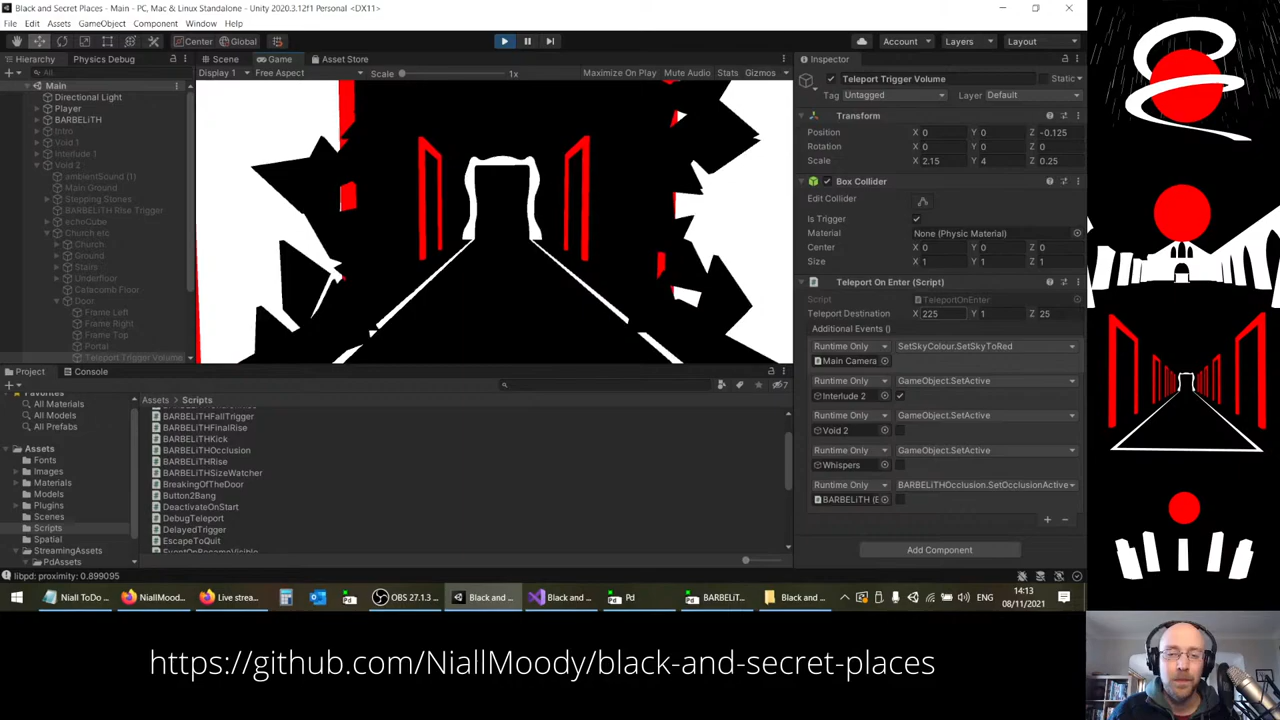 Black and Secret Places - Main - PC, Mac & Linux Standalone - Unity 2020.3.12f1 Personal <DX11>
File Edit Assets GameObject Component Window Help
Center Global Account Layers Layout
Hierarchy Physics Debug Scene Game Asset Store Inspector
All Display 1 Free Aspect Scale 1x Maximize On Play Mute Audio Stats Gizmos
Main
Directional Light
Player
BARBELiTH
Intro
Void 1
Interlude 1
Void 2
ambientSound (1)
Main Ground
Stepping Stones
BARBELiTH Rise Trigger
echoCube
Church etc
Church
Ground
Stairs
Underfloor
Catacomb Floor
Door
Frame Left
Frame Right
Frame Top
Portal
Teleport Trigger Volume
Teleport Trigger Volume Static
Tag Untagged Layer Default
Transform
Position X 0 Y 0 Z -0.125
Rotation X 0 Y 0 Z 0
Scale X 2.15 Y 4 Z 0.25
Box Collider
Edit Collider
Is Trigger
Material None (Physic Material)
Center X 0 Y 0 Z 0
Size X 1 Y 1 Z 1
Teleport On Enter (Script)
Script TeleportOnEnter
Teleport Destination X 225 Y 1 Z 25
Additional Events ()
Runtime Only SetSkyColour.SetSkyToRed
Main Camera
Runtime Only GameObject.SetActive
Interlude 2
Runtime Only GameObject.SetActive
Void 2
Runtime Only GameObject.SetActive
Whispers
Runtime Only BARBELiTHOcclusion.SetOcclusionActive
BARBELiTH (E
Add Component
Project Console
7
Favorites
All Materials
All Models
All Prefabs
Assets
Fonts
Images
Materials
Models
Plugins
Scenes
Scripts
Spatial
StreamingAssets
PdAssets
Assets > Scripts
BARBELiTHFallTrigger
BARBELiTHFinalRise
BARBELiTHKick
BARBELiTHOcclusion
BARBELiTHRise
BARBELiTHSizeWatcher
BreakingOfTheDoor
Button2Bang
DeactivateOnStart
DebugTeleport
DelayedTrigger
EscapeToQuit
EventOnBecameVisible
libpd: proximity: 0.899095
Niall ToDo ... NiallMood... Live strea... OBS 27.1.3 ... Black and ... Black and ... Pd BARBELiT... Black and ... ENG 14:13
08/11/2021
https://github.com/NiallMoody/black-and-secret-places